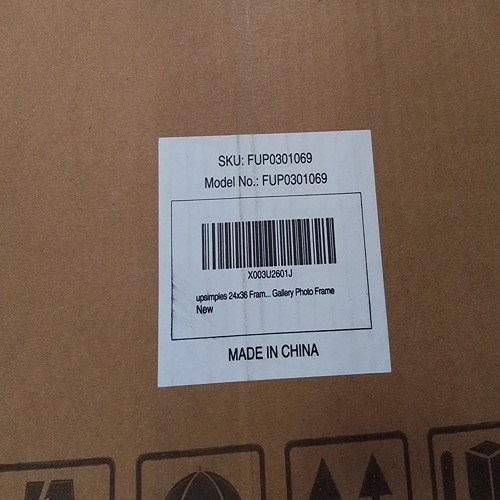 SKU: FUP0301069
Model No.: FUP0301069
X003U2601J
upsimples 24x36 Fram... Gallery Photo Frame
New
MADE IN CHINA